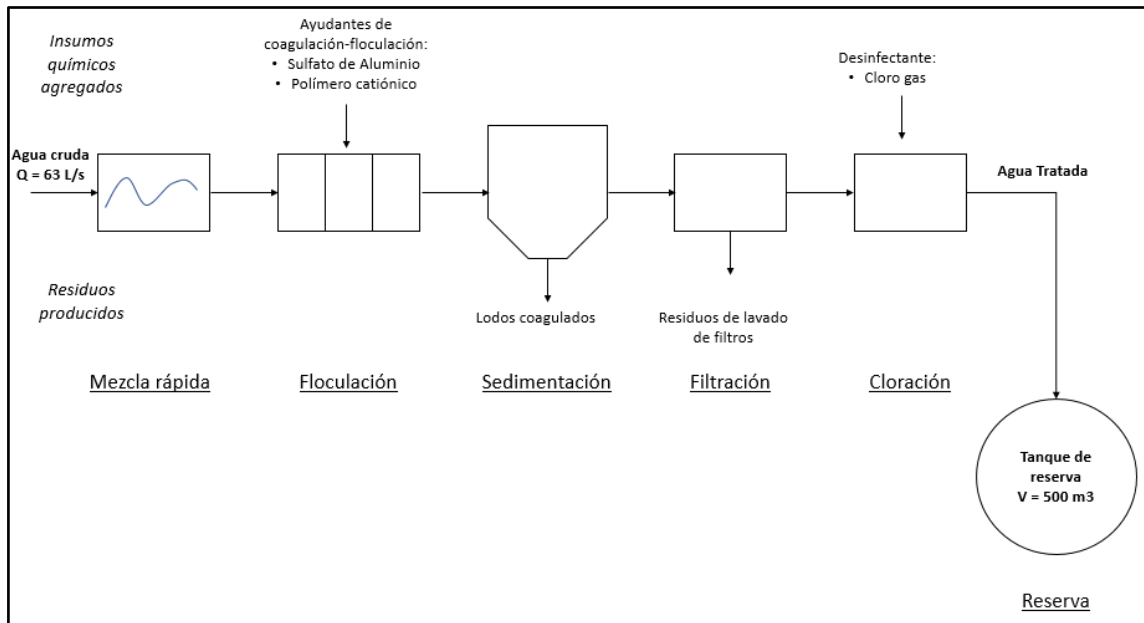 Insumos
químicos
agregados
Ayudantes de
coagulación-floculación:
• Sulfato de Aluminio
• Polímero catiónico
Desinfectante:
• Cloro gas
Agua cruda
Q = 63 L/s
Agua Tratada
Residuos
producidos
Lodos coagulados
Residuos de lavado
de filtros
Mezcla rápida
Floculación
Sedimentación
Filtración
Cloración
Tanque de
reserva
V = 500 m3
Reserva